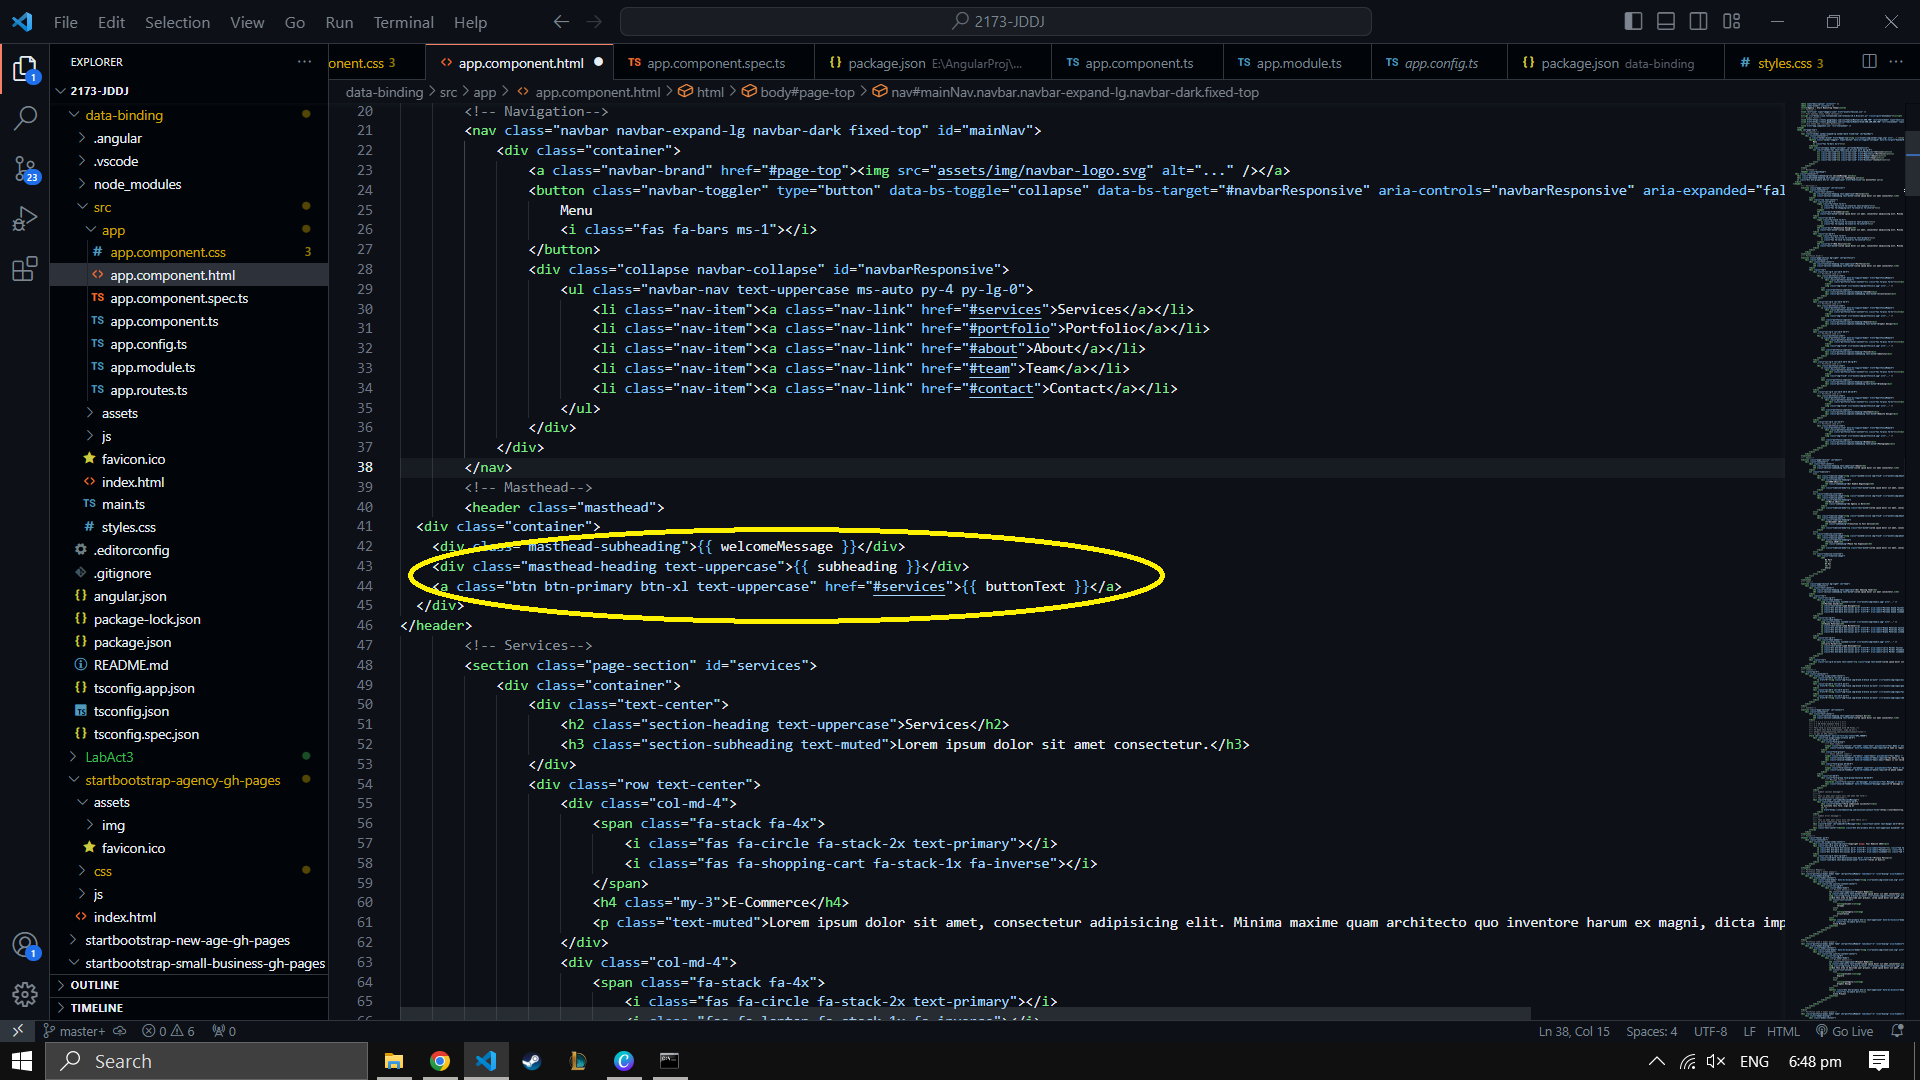 File Edit Selection View Go Run Terminal Help
2173-JDDJ
EXPLORER
onent.css 3
app.component.html
TS app.component.spec.ts
{} package.json E:\AngularProj\...
TS app.component.ts
TS app.module.ts
TS app.config.ts
{} package.json data-binding
# styles.css 3
2173-JDDJ
data-binding > src > app > <> app.component.html > html > body#page-top > nav#mainNav.navbar.navbar-expand-lg.navbar-dark.fixed-top
data-binding
.angular
.vscode
node_modules
src
app
# app.component.css 3
<> app.component.html
TS app.component.spec.ts
TS app.component.ts
TS app.config.ts
TS app.module.ts
TS app.routes.ts
assets
js
favicon.ico
<> index.html
TS main.ts
# styles.css
.editorconfig
.gitignore
{} angular.json
{} package-lock.json
{} package.json
README.md
{} tsconfig.app.json
TS tsconfig.json
{} tsconfig.spec.json
LabAct3
startbootstrap-agency-gh-pages
assets
img
favicon.ico
css
js
<> index.html
startbootstrap-new-age-gh-pages
startbootstrap-small-business-gh-pages
OUTLINE
TIMELINE
1
23
1
20 <!-- Navigation-->
21 <nav class="navbar navbar-expand-lg navbar-dark fixed-top" id="mainNav">
22 <div class="container">
23 <a class="navbar-brand" href="#page-top"><img src="assets/img/navbar-logo.svg" alt="..." /></a>
24 <button class="navbar-toggler" type="button" data-bs-toggle="collapse" data-bs-target="#navbarResponsive" aria-controls="navbarResponsive" aria-expanded="fal
25 Menu
26 <i class="fas fa-bars ms-1"></i>
27 </button>
28 <div class="collapse navbar-collapse" id="navbarResponsive">
29 <ul class="navbar-nav text-uppercase ms-auto py-4 py-lg-0">
30 <li class="nav-item"><a class="nav-link" href="#services">Services</a></li>
31 <li class="nav-item"><a class="nav-link" href="#portfolio">Portfolio</a></li>
32 <li class="nav-item"><a class="nav-link" href="#about">About</a></li>
33 <li class="nav-item"><a class="nav-link" href="#team">Team</a></li>
34 <li class="nav-item"><a class="nav-link" href="#contact">Contact</a></li>
35 </ul>
36 </div>
37 </div>
38 </nav>
39 <!-- Masthead-->
40 <header class="masthead">
41 <div class="container">
42 <div class="masthead-subheading">{{ welcomeMessage }}</div>
43 <div class="masthead-heading text-uppercase">{{ subheading }}</div>
44 <a class="btn btn-primary btn-xl text-uppercase" href="#services">{{ buttonText }}</a>
45 </div>
46 </header>
47 <!-- Services-->
48 <section class="page-section" id="services">
49 <div class="container">
50 <div class="text-center">
51 <h2 class="section-heading text-uppercase">Services</h2>
52 <h3 class="section-subheading text-muted">Lorem ipsum dolor sit amet consectetur.</h3>
53 </div>
54 <div class="row text-center">
55 <div class="col-md-4">
56 <span class="fa-stack fa-4x">
57 <i class="fas fa-circle fa-stack-2x text-primary"></i>
58 <i class="fas fa-shopping-cart fa-stack-1x fa-inverse"></i>
59 </span>
60 <h4 class="my-3">E-Commerce</h4>
61 <p class="text-muted">Lorem ipsum dolor sit amet, consectetur adipisicing elit. Minima maxime quam architecto quo inventore harum ex magni, dicta imp
62 </div>
63 <div class="col-md-4">
64 <span class="fa-stack fa-4x">
65 <i class="fas fa-circle fa-stack-2x text-primary"></i>
66 <i class="fas fa-laptop fa-stack-1x fa-inverse"></i>
master+ 0 6 0
Ln 38, Col 15 Spaces: 4 UTF-8 LF HTML Go Live
Search
ENG 6:48 pm